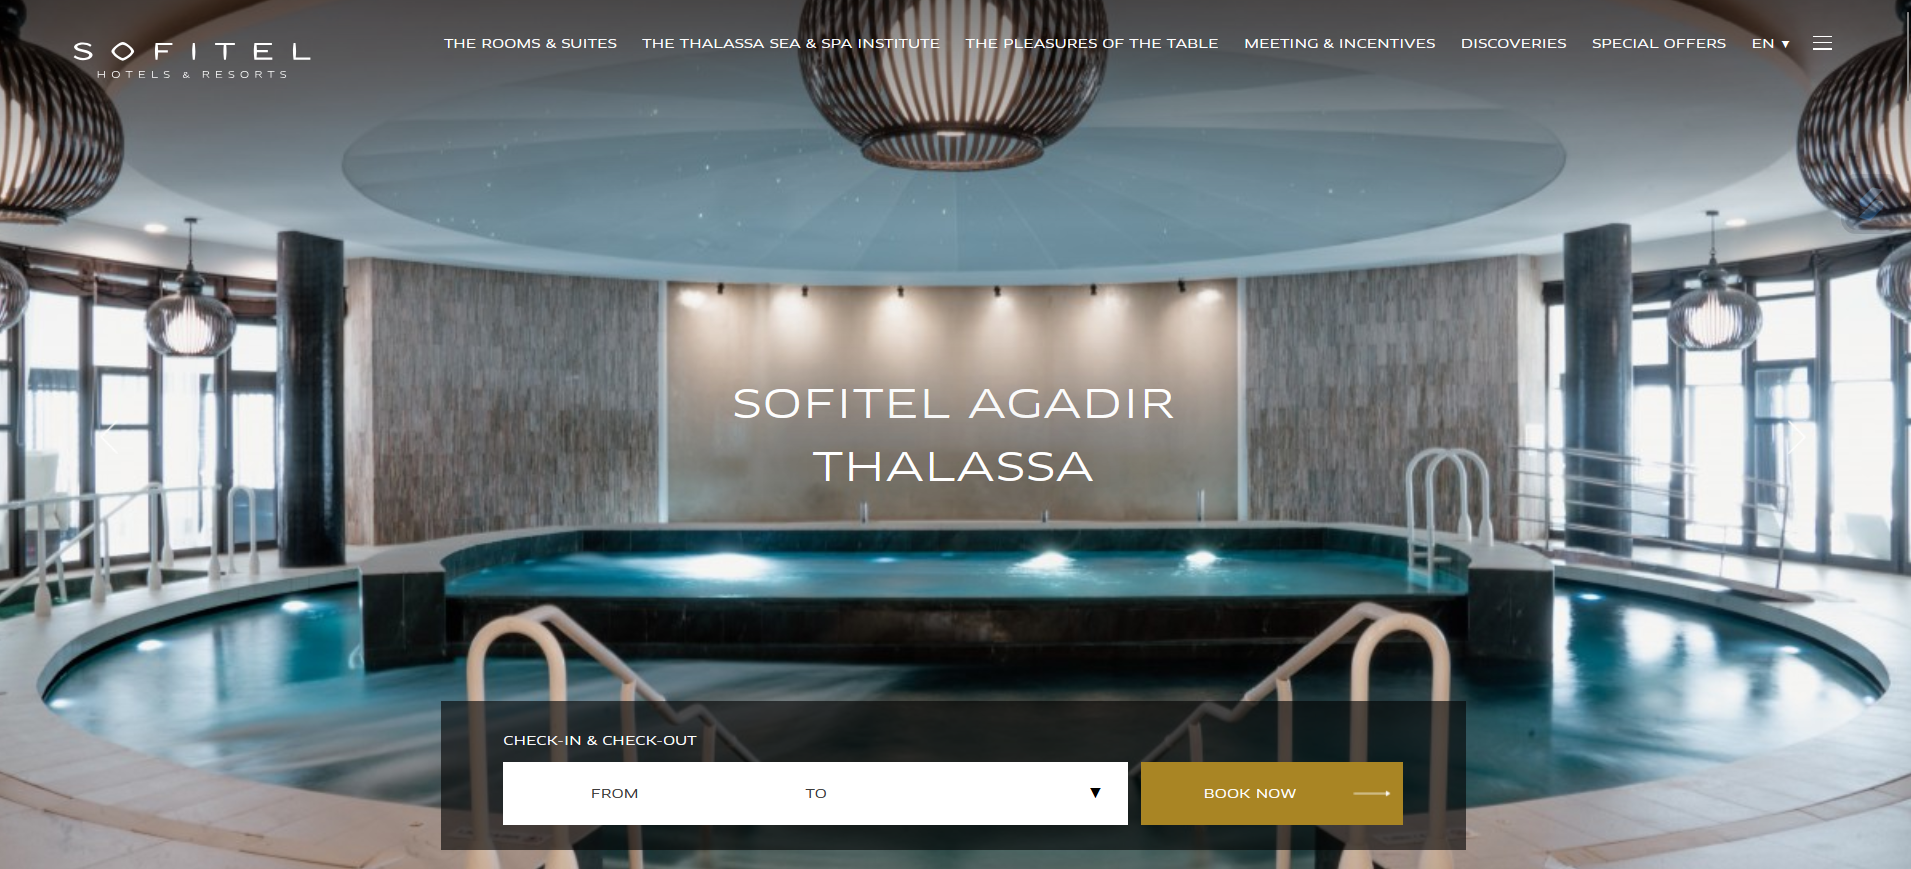 SOFITEL
HOTELS & RESORTS
THE ROOMS & SUITES
THE THALASSA SEA & SPA INSTITUTE
THE PLEASURES OF THE TABLE
MEETING & INCENTIVES
DISCOVERIES
SPECIAL OFFERS
EN ▼
SOFITEL AGADIR
THALASSA
CHECK-IN & CHECK-OUT
FROM
TO
▼
BOOK NOW